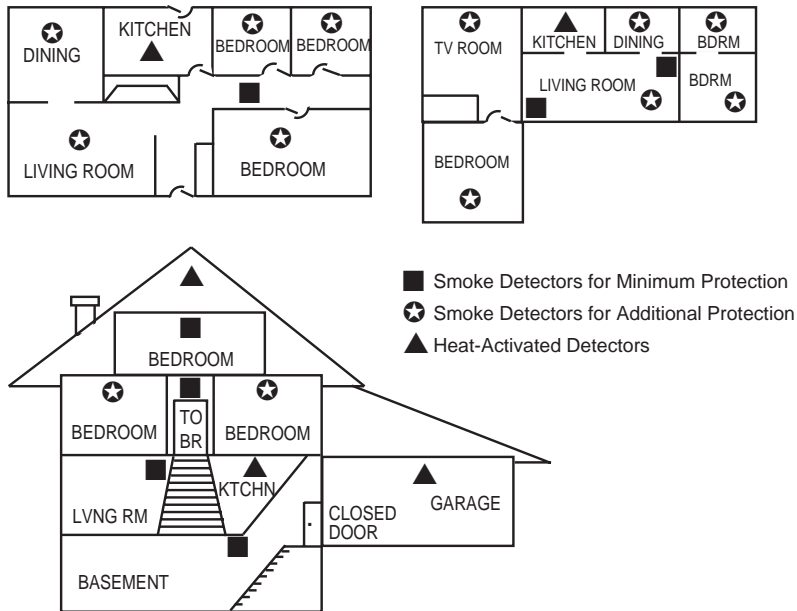 KITCHEN
DINING
BEDROOM
BEDROOM
LIVING ROOM
BEDROOM
TV ROOM
KITCHEN
DINING
BDRM
LIVING ROOM
BDRM
BEDROOM
Smoke Detectors for Minimum Protection
Smoke Detectors for Additional Protection
Heat-Activated Detectors
BEDROOM
BEDROOM
TO
BR
BEDROOM
LVNG RM
KTCHN
CLOSED
DOOR
GARAGE
BASEMENT